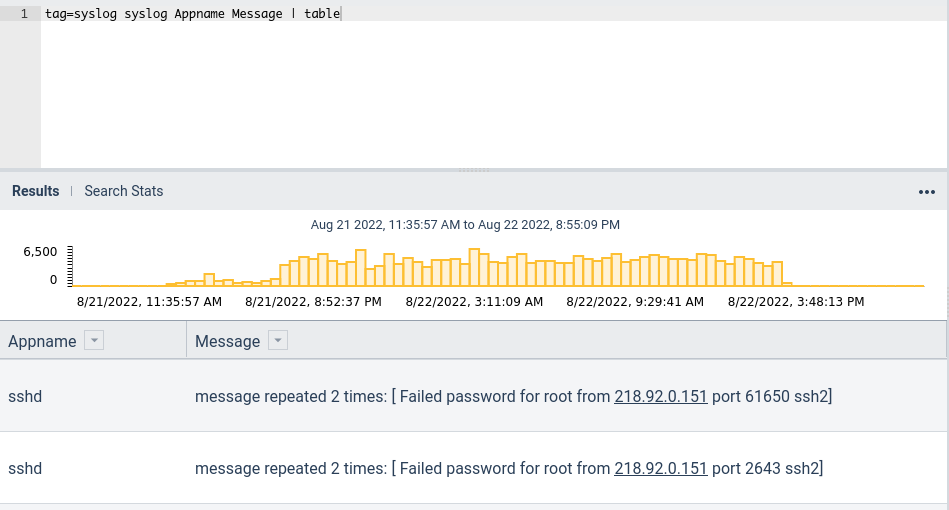 1 tag=syslog syslog Appname Message | table
Results | Search Stats
Aug 21 2022, 11:35:57 AM to Aug 22 2022, 8:55:09 PM
6,500
0
8/21/2022, 11:35:57 AM 8/21/2022, 8:52:37 PM 8/22/2022, 3:11:09 AM 8/22/2022, 9:29:41 AM 8/22/2022, 3:48:13 PM
Appname Message
sshd message repeated 2 times: [ Failed password for root from 218.92.0.151 port 61650 ssh2]
sshd message repeated 2 times: [ Failed password for root from 218.92.0.151 port 2643 ssh2]